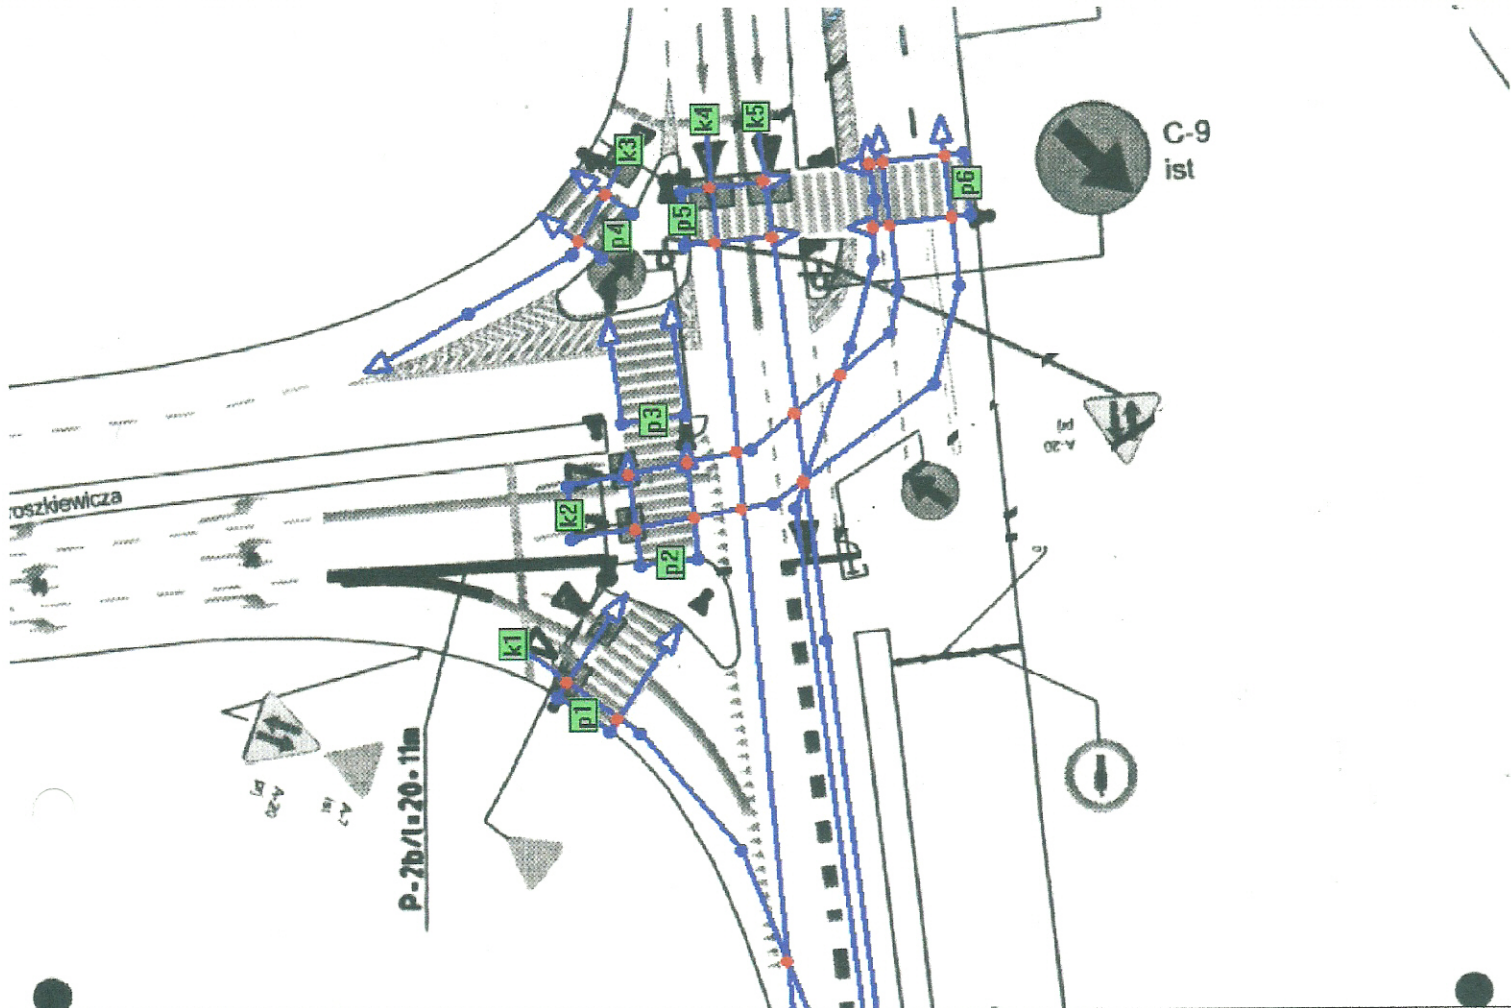 k4
k5
k3
C-9
ist
p6
p5
p4
p3
A-20
roszkiewicza
k2
p2
k1
p1
A-20
A-7
ist
P-2b/l=20.11m